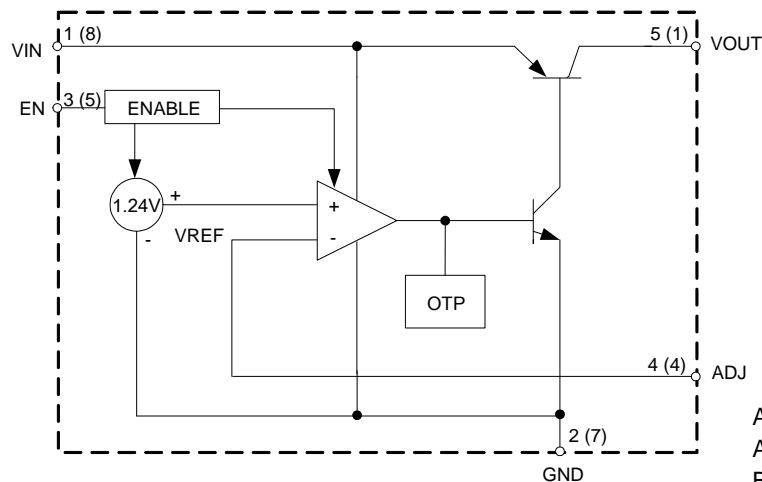 1 (8)
5 (1)
VIN
VOUT
3 (5)
EN
ENABLE
1.24V
+
-
VREF
+
-
OTP
4 (4)
ADJ
2 (7)
GND
A
A